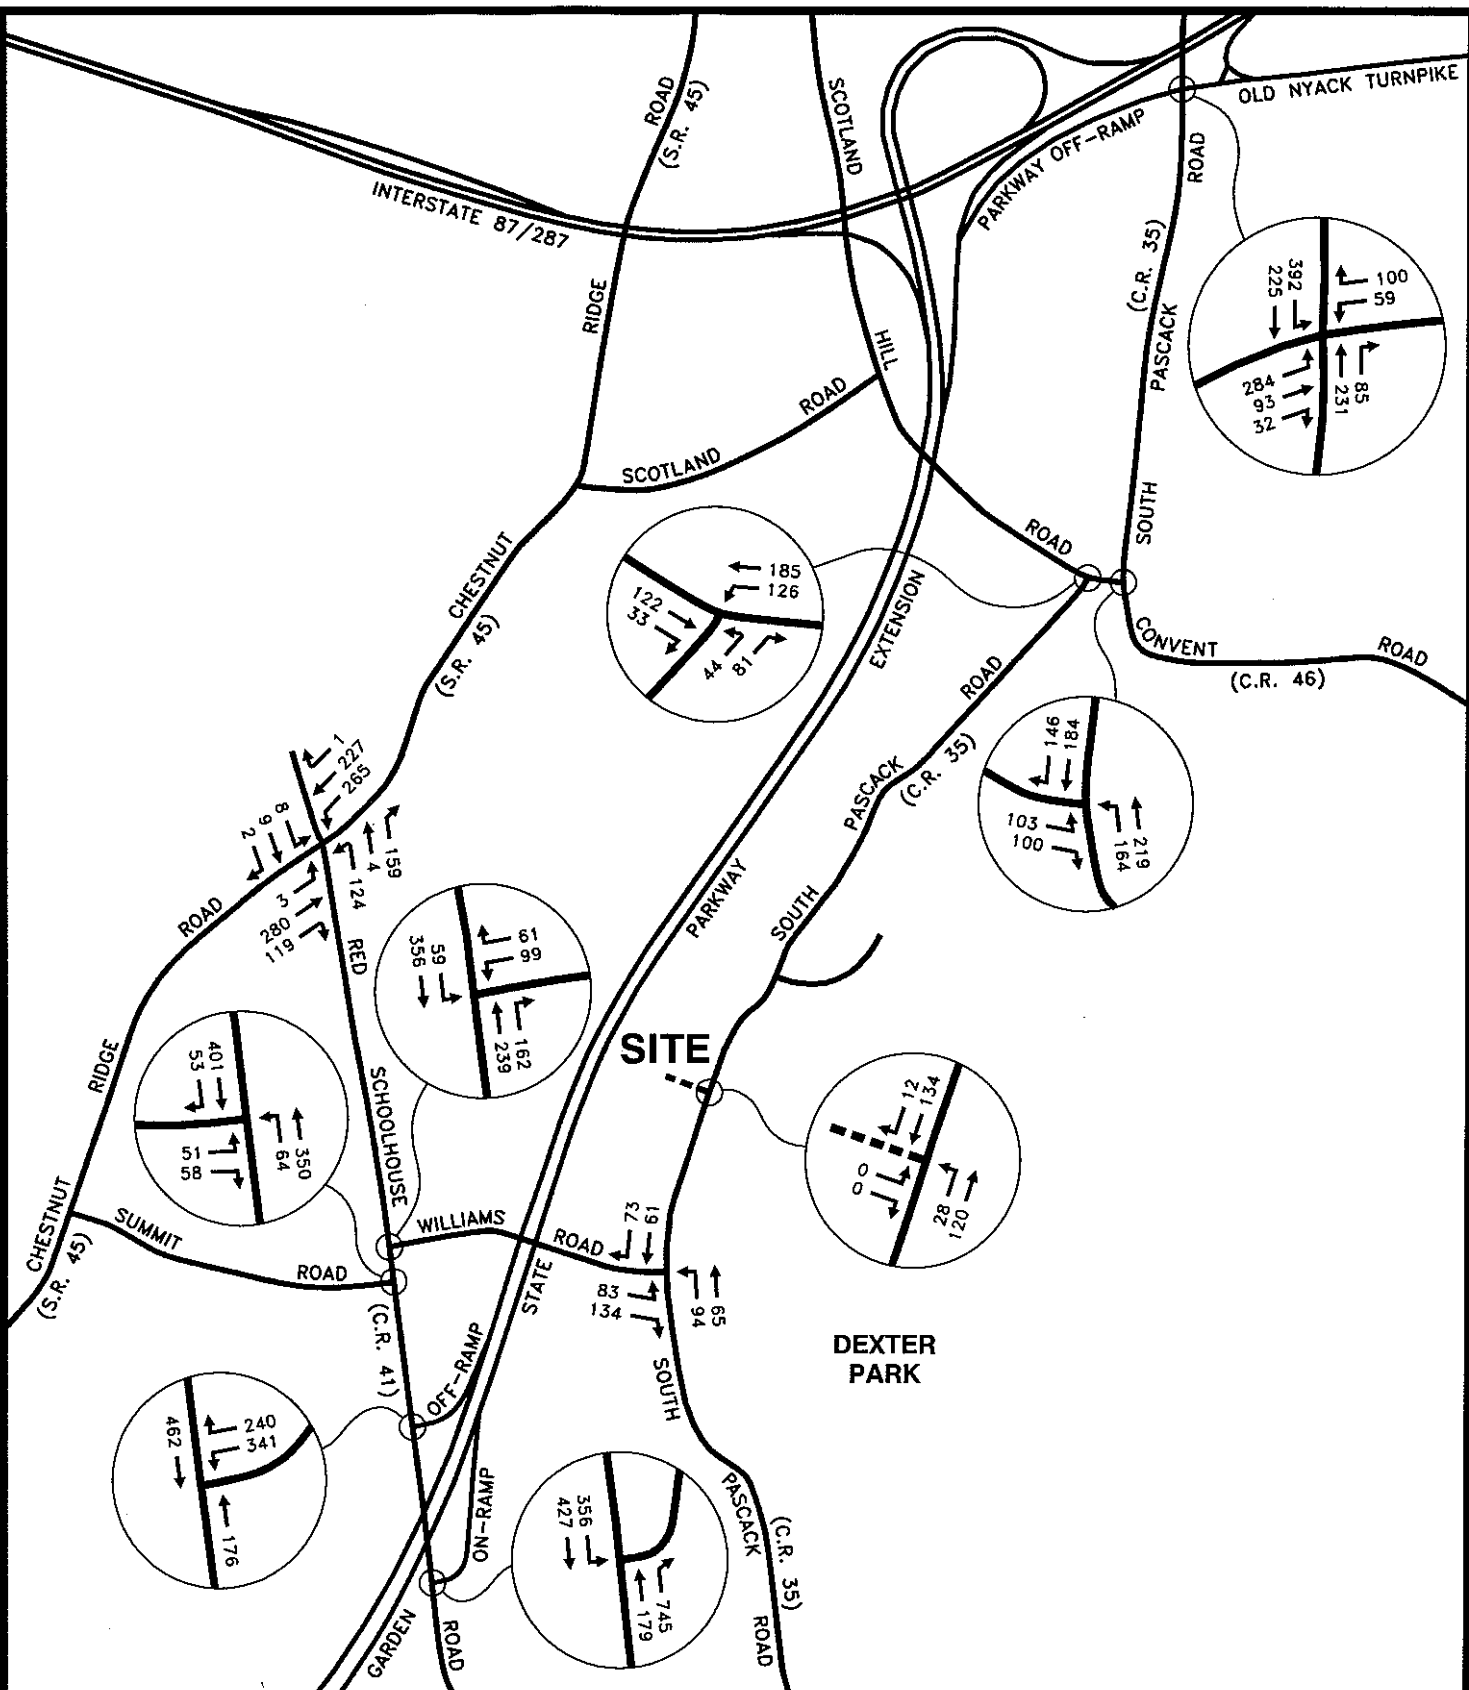 ROAD
(S.R. 45)
SCOTLAND
OLD NYACK TURNPIKE
PARKWAY OFF-RAMP
ROAD
INTERSTATE 87/287
(C.R. 35)
392
225
100
59
RIDGE
PASCACK
HILL
284
93
32
85
231
ROAD
SCOTLAND
SOUTH
ROAD
CHESTNUT
(S.R. 45)
185
126
122
33
44
81
EXTENSION
CONVENT
ROAD
(C.R. 46)
ROAD
146
184
PASCACK
(C.R. 35)
103
100
219
164
1
227
265
8
9
2
159
4
124
3
280
119
ROAD
RED
PARKWAY
SOUTH
61
99
59
356
162
239
SITE
RIDGE
401
53
51
58
350
64
SCHOOLHOUSE
12
134
0
0
28
120
CHESTNUT
(S.R. 45)
SUMMIT
ROAD
WILLIAMS
ROAD
STATE
73
61
83
134
65
94
DEXTER
PARK
(C.R. 41)
OFF-RAMP
SOUTH
462
240
341
176
ON-RAMP
356
427
745
179
PASCACK
(C.R. 35)
GARDEN
ROAD
ROAD